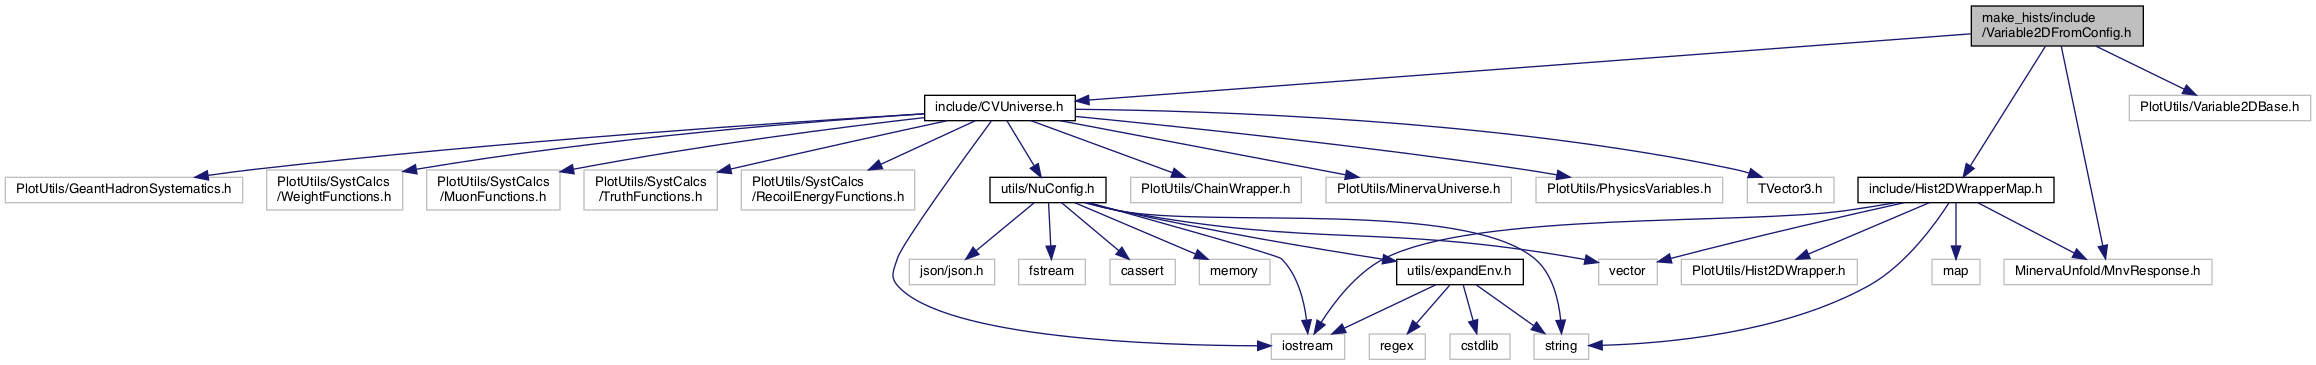 make_hists/include
/Variable2DFromConfig.h
include/CVUniverse.h
PlotUtils/Variable2DBase.h
PlotUtils/GeantHadronSystematics.h
PlotUtils/SystCalcs
/WeightFunctions.h
PlotUtils/SystCalcs
/MuonFunctions.h
PlotUtils/SystCalcs
/TruthFunctions.h
PlotUtils/SystCalcs
/RecoilEnergyFunctions.h
utils/NuConfig.h
PlotUtils/ChainWrapper.h
PlotUtils/MinervaUniverse.h
PlotUtils/PhysicsVariables.h
TVector3.h
include/Hist2DWrapperMap.h
json/json.h
fstream
cassert
memory
utils/expandEnv.h
vector
PlotUtils/Hist2DWrapper.h
map
MinervaUnfold/MnvResponse.h
iostream
regex
cstdlib
string